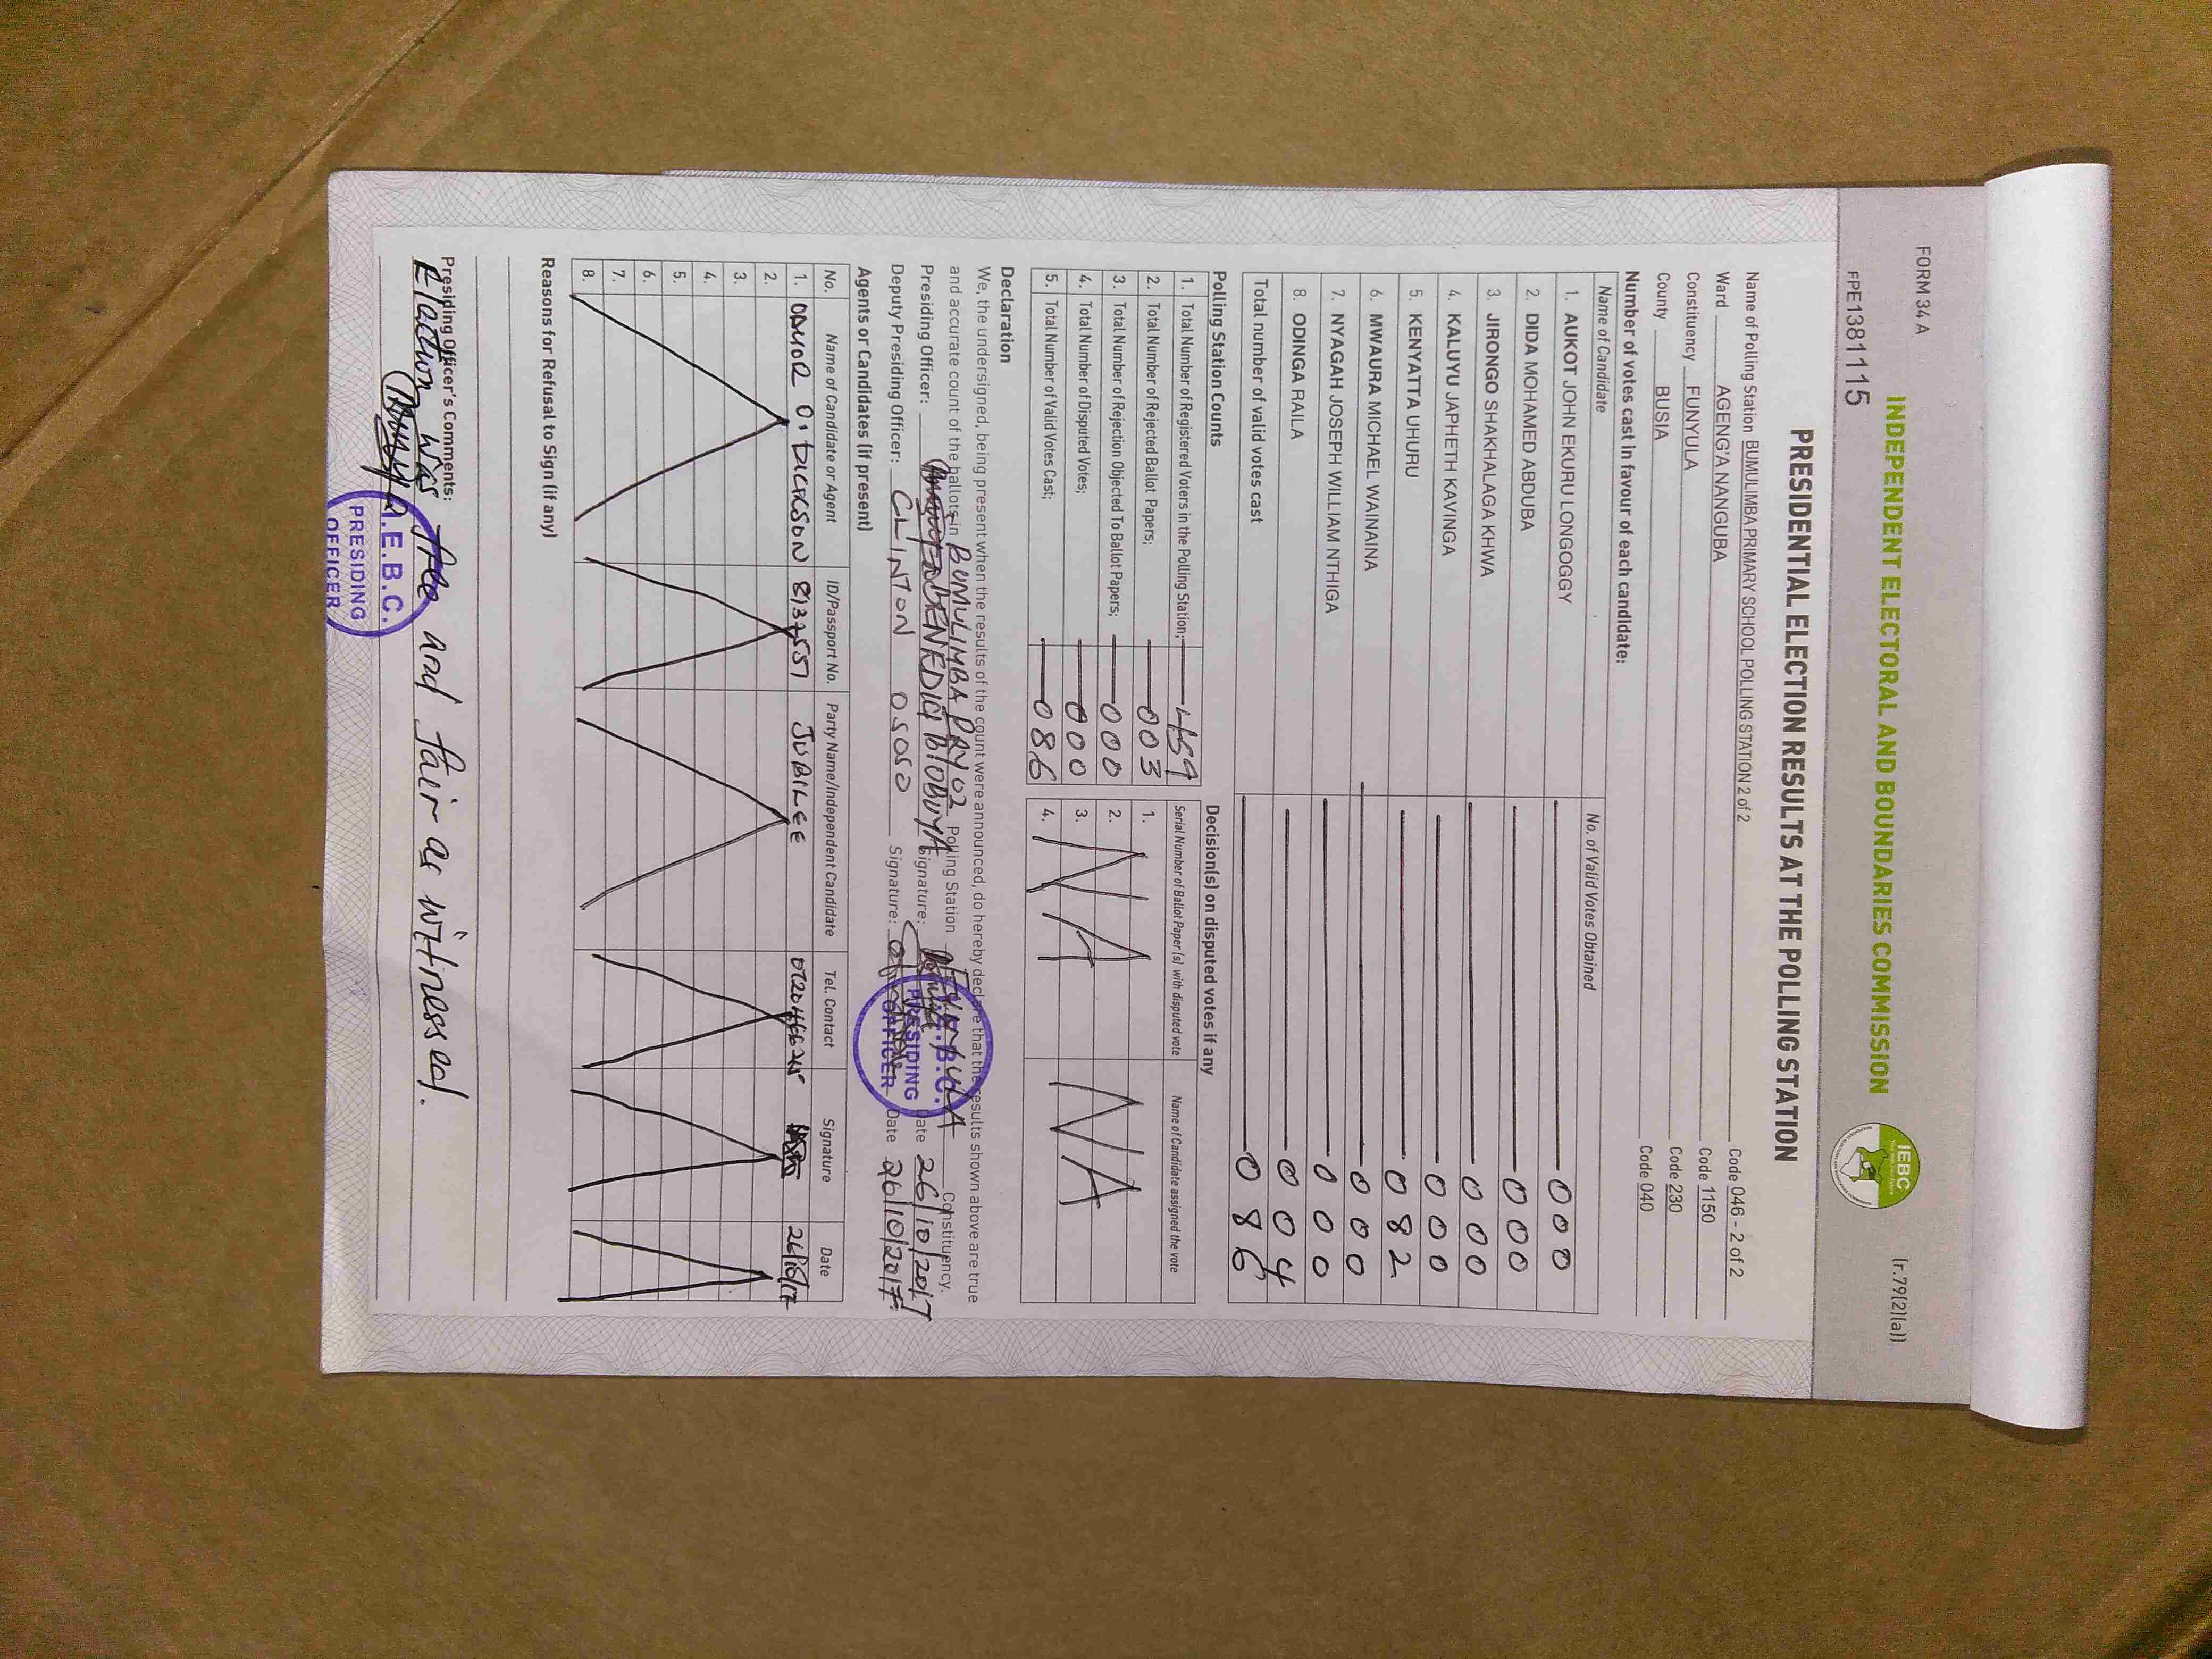 FORM 34 A
(r.79(2)(a))
INDEPENDENT ELECTORAL AND BOUNDARIES COMMISSION
IEBC
FPE1381115
PRESIDENTIAL ELECTION RESULTS AT THE POLLING STATION
Name of Polling Station BUMULIMBA PRIMARY SCHOOL POLLING STATION 2 of 2 Code 046 - 2 of 2
Ward AGENG'A NANGUBA Code 1150
Constituency FUNYULA Code 230
County BUSIA Code 040
Number of votes cast in favour of each candidate:
Name of Candidate No. of Valid Votes Obtained
1. AUKOT JOHN EKURU LONGOGGY 000
2. DIDA MOHAMED ABDUBA 000
3. JIRONGO SHAKHALAGA KHWA 000
4. KALUYU JAPHETH KAVINGA 000
5. KENYATTA UHURU 082
6. MWAURA MICHAEL WAINAINA 000
7. NYAGAH JOSEPH WILLIAM NTHIGA 000
8. ODINGA RAILA 004
Total number of valid votes cast 086
Polling Station Counts
1. Total Number of Registered Voters in the Polling Station; 459
2. Total Number of Rejected Ballot Papers; 003
3. Total Number of Rejection Objected To Ballot Papers; 000
4. Total Number of Disputed Votes; 000
5. Total Number of Valid Votes Cast; 086
Decision(s) on disputed votes if any
Serial Number of Ballot Paper(s) with disputed vote Name of Candidate assigned the vote
1.
2.
3.
4.
N/A N/A
Declaration
We, the undersigned, being present when the results of the count were announced, do hereby declare that the results shown above are true
and accurate count of the ballots in BUMULIMBA PRY 02 Polling Station FUNYULA Constituency.
Presiding Officer: BENEDICT OBUYA Signature: Date 26/10/2017
Deputy Presiding Officer: CLINTON OSOSO Signature: Date 26/10/2017
I.E.B.C. PRESIDING OFFICER
Agents or Candidates (if present)
No. Name of Candidate or Agent ID/Passport No. Party Name/Independent Candidate Tel. Contact Signature Date
1. ODUOR O. DICKSON JUBILEE 26/10/17
2.
3.
4.
5.
6.
7.
8.
Reasons for Refusal to Sign (if any)
Presiding Officer's Comments:
Election was free and fair as witnessed.
I.E.B.C.
PRESIDING
OFFICER